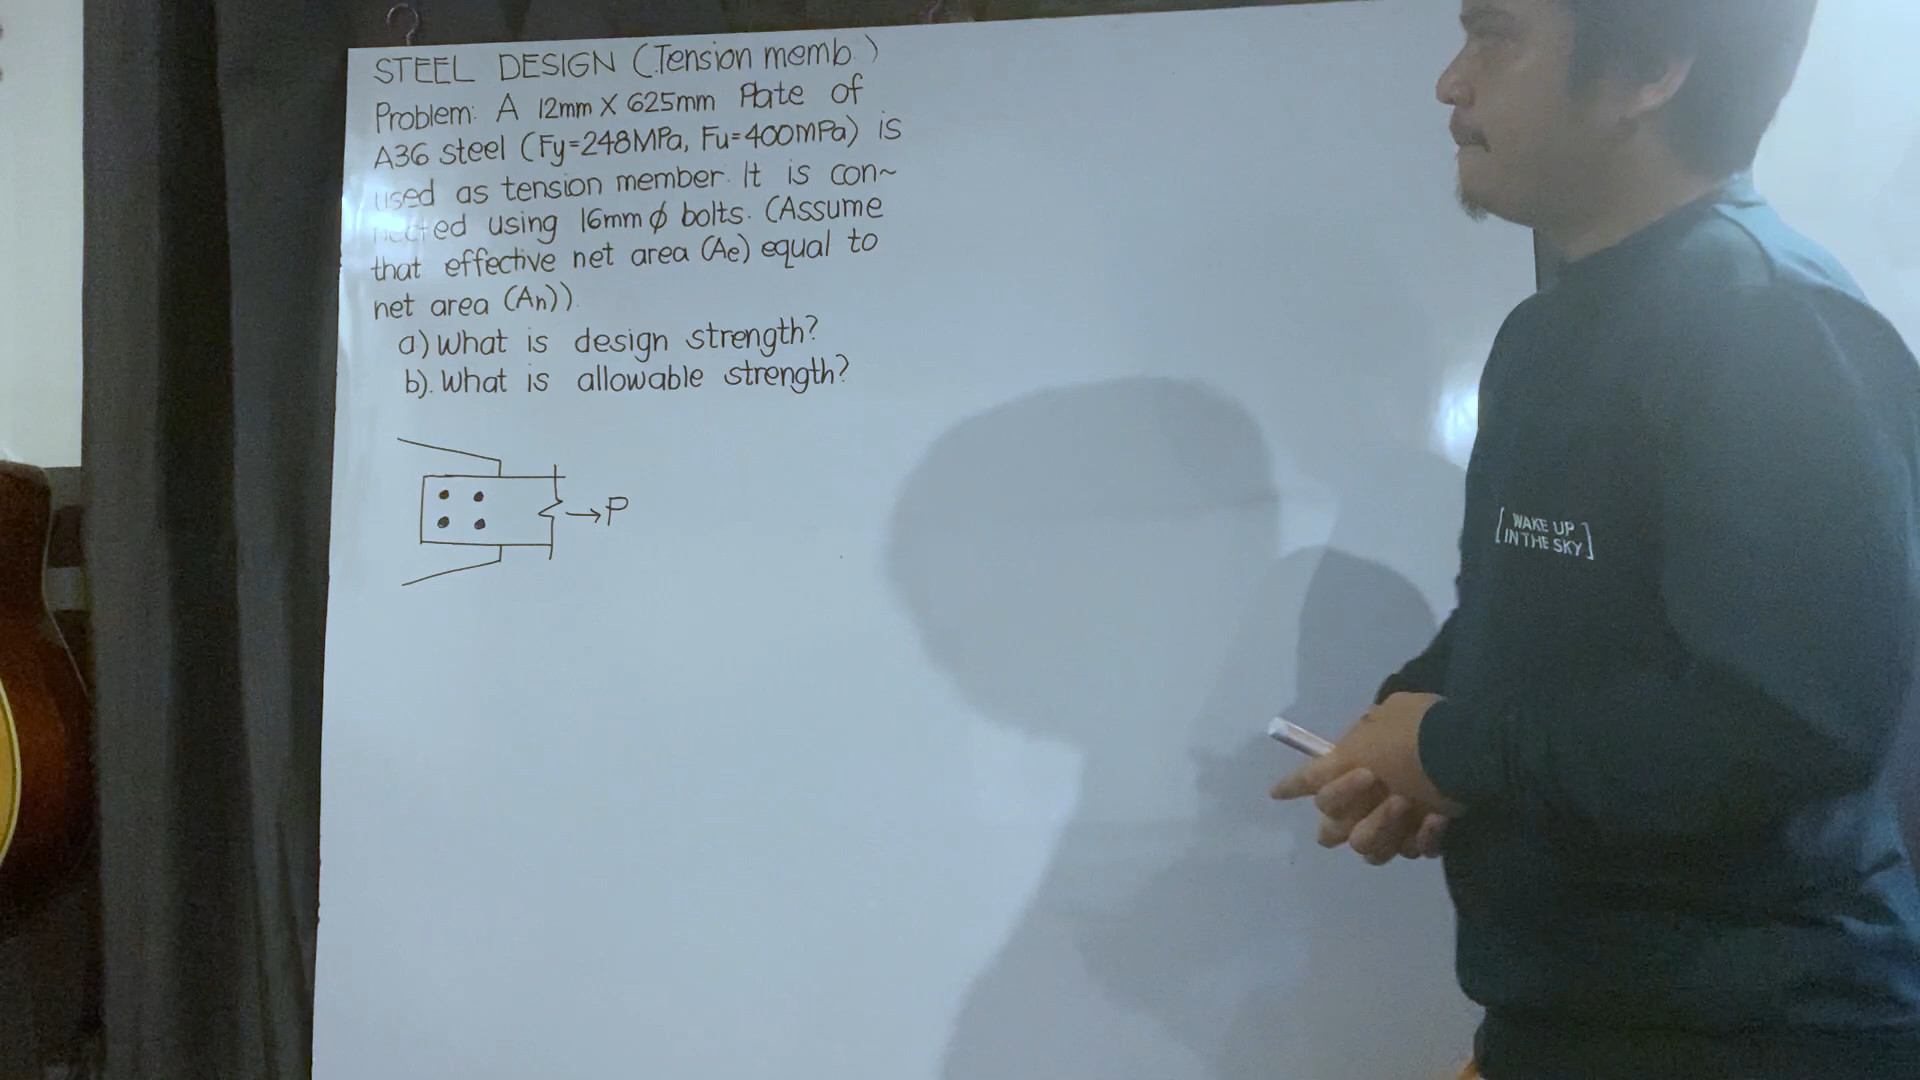 STEEL DESIGN (Tension memb.)
Problem: A 12mm X 625mm Plate of
A36 steel (Fy=248MPa, Fu=400MPa) is
used as tension member. It is con~
nected using 16mm ϕ bolts. (Assume
that effective net area (Ae) equal to
net area (An)).
a) What is design strength?
b). What is allowable strength?
→P
[WAKE UP
IN THE SKY]